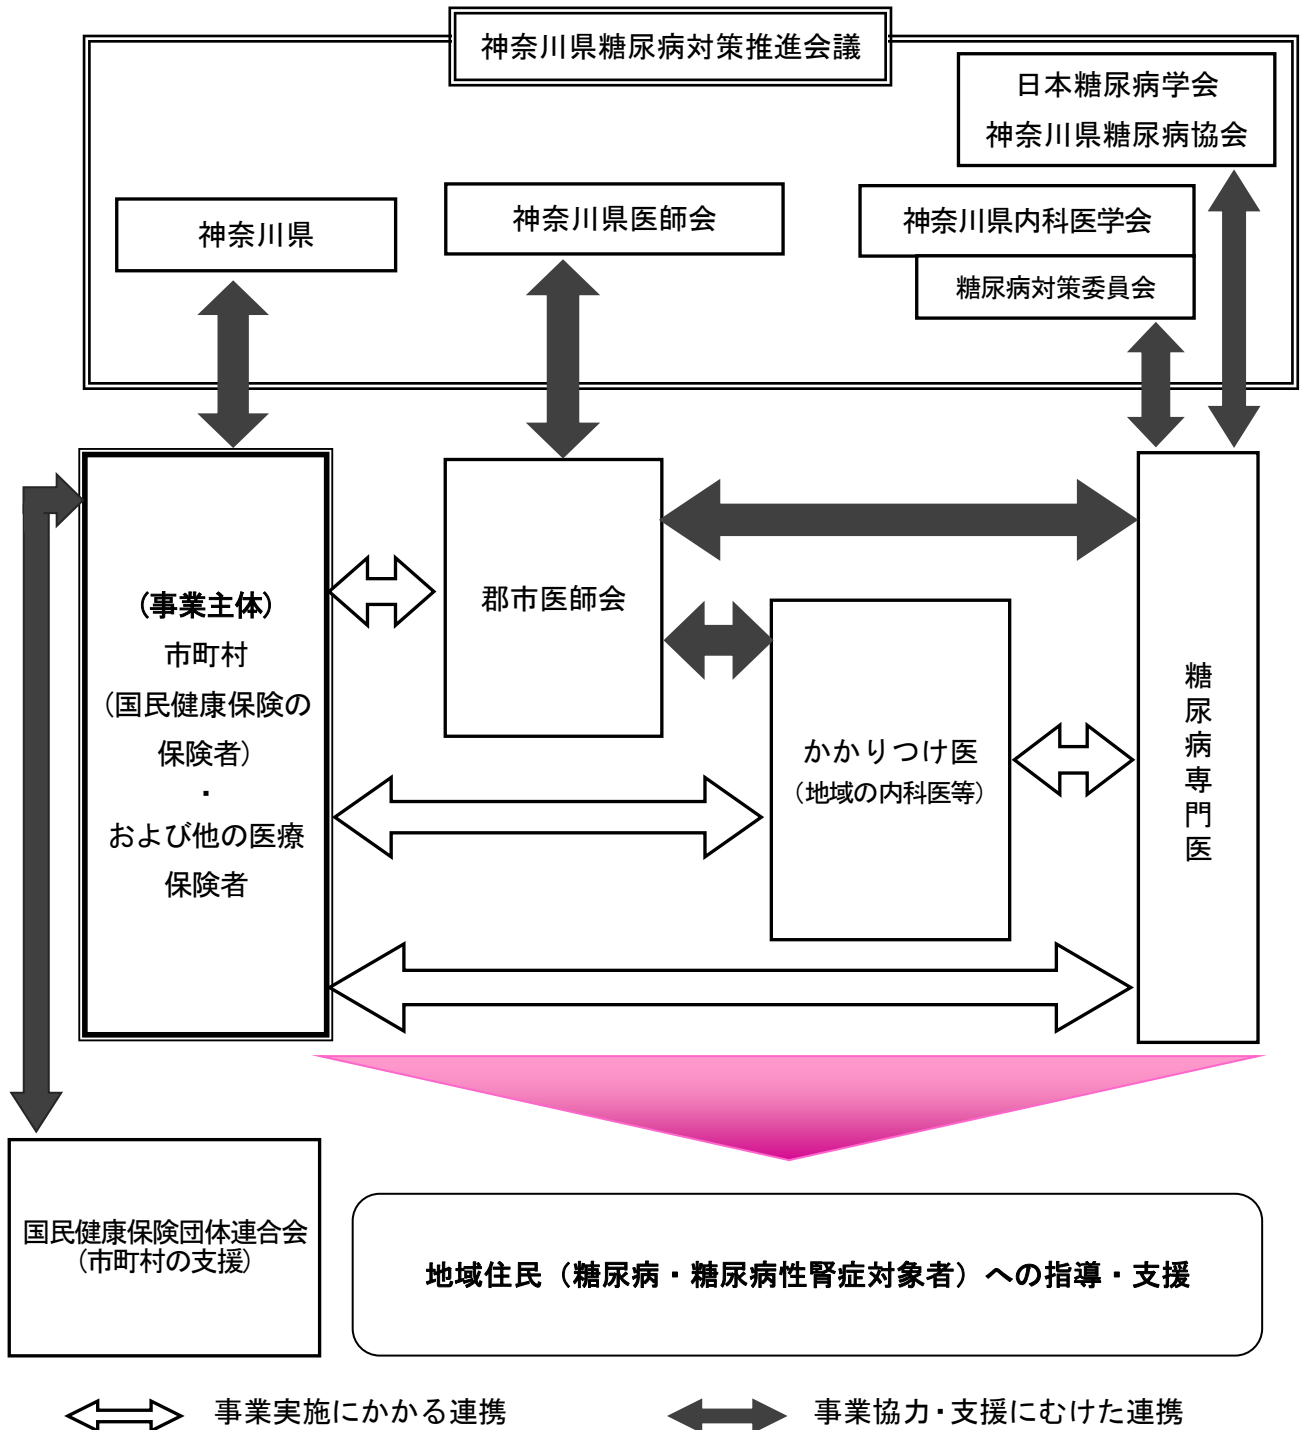 神奈川県糖尿病対策推進会議
日本糖尿病学会
神奈川県糖尿病協会
神奈川県
神奈川県医師会
神奈川県内科医学会
糖尿病対策委員会
（事業主体）
市町村
（国民健康保険の
保険者）
・
および他の医療
保険者
郡市医師会
かかりつけ医
（地域の内科医等）
糖尿病専門医
国民健康保険団体連合会
（市町村の支援）
地域住民（糖尿病・糖尿病性腎症対象者）への指導・支援
事業実施にかかる連携
事業協力・支援にむけた連携